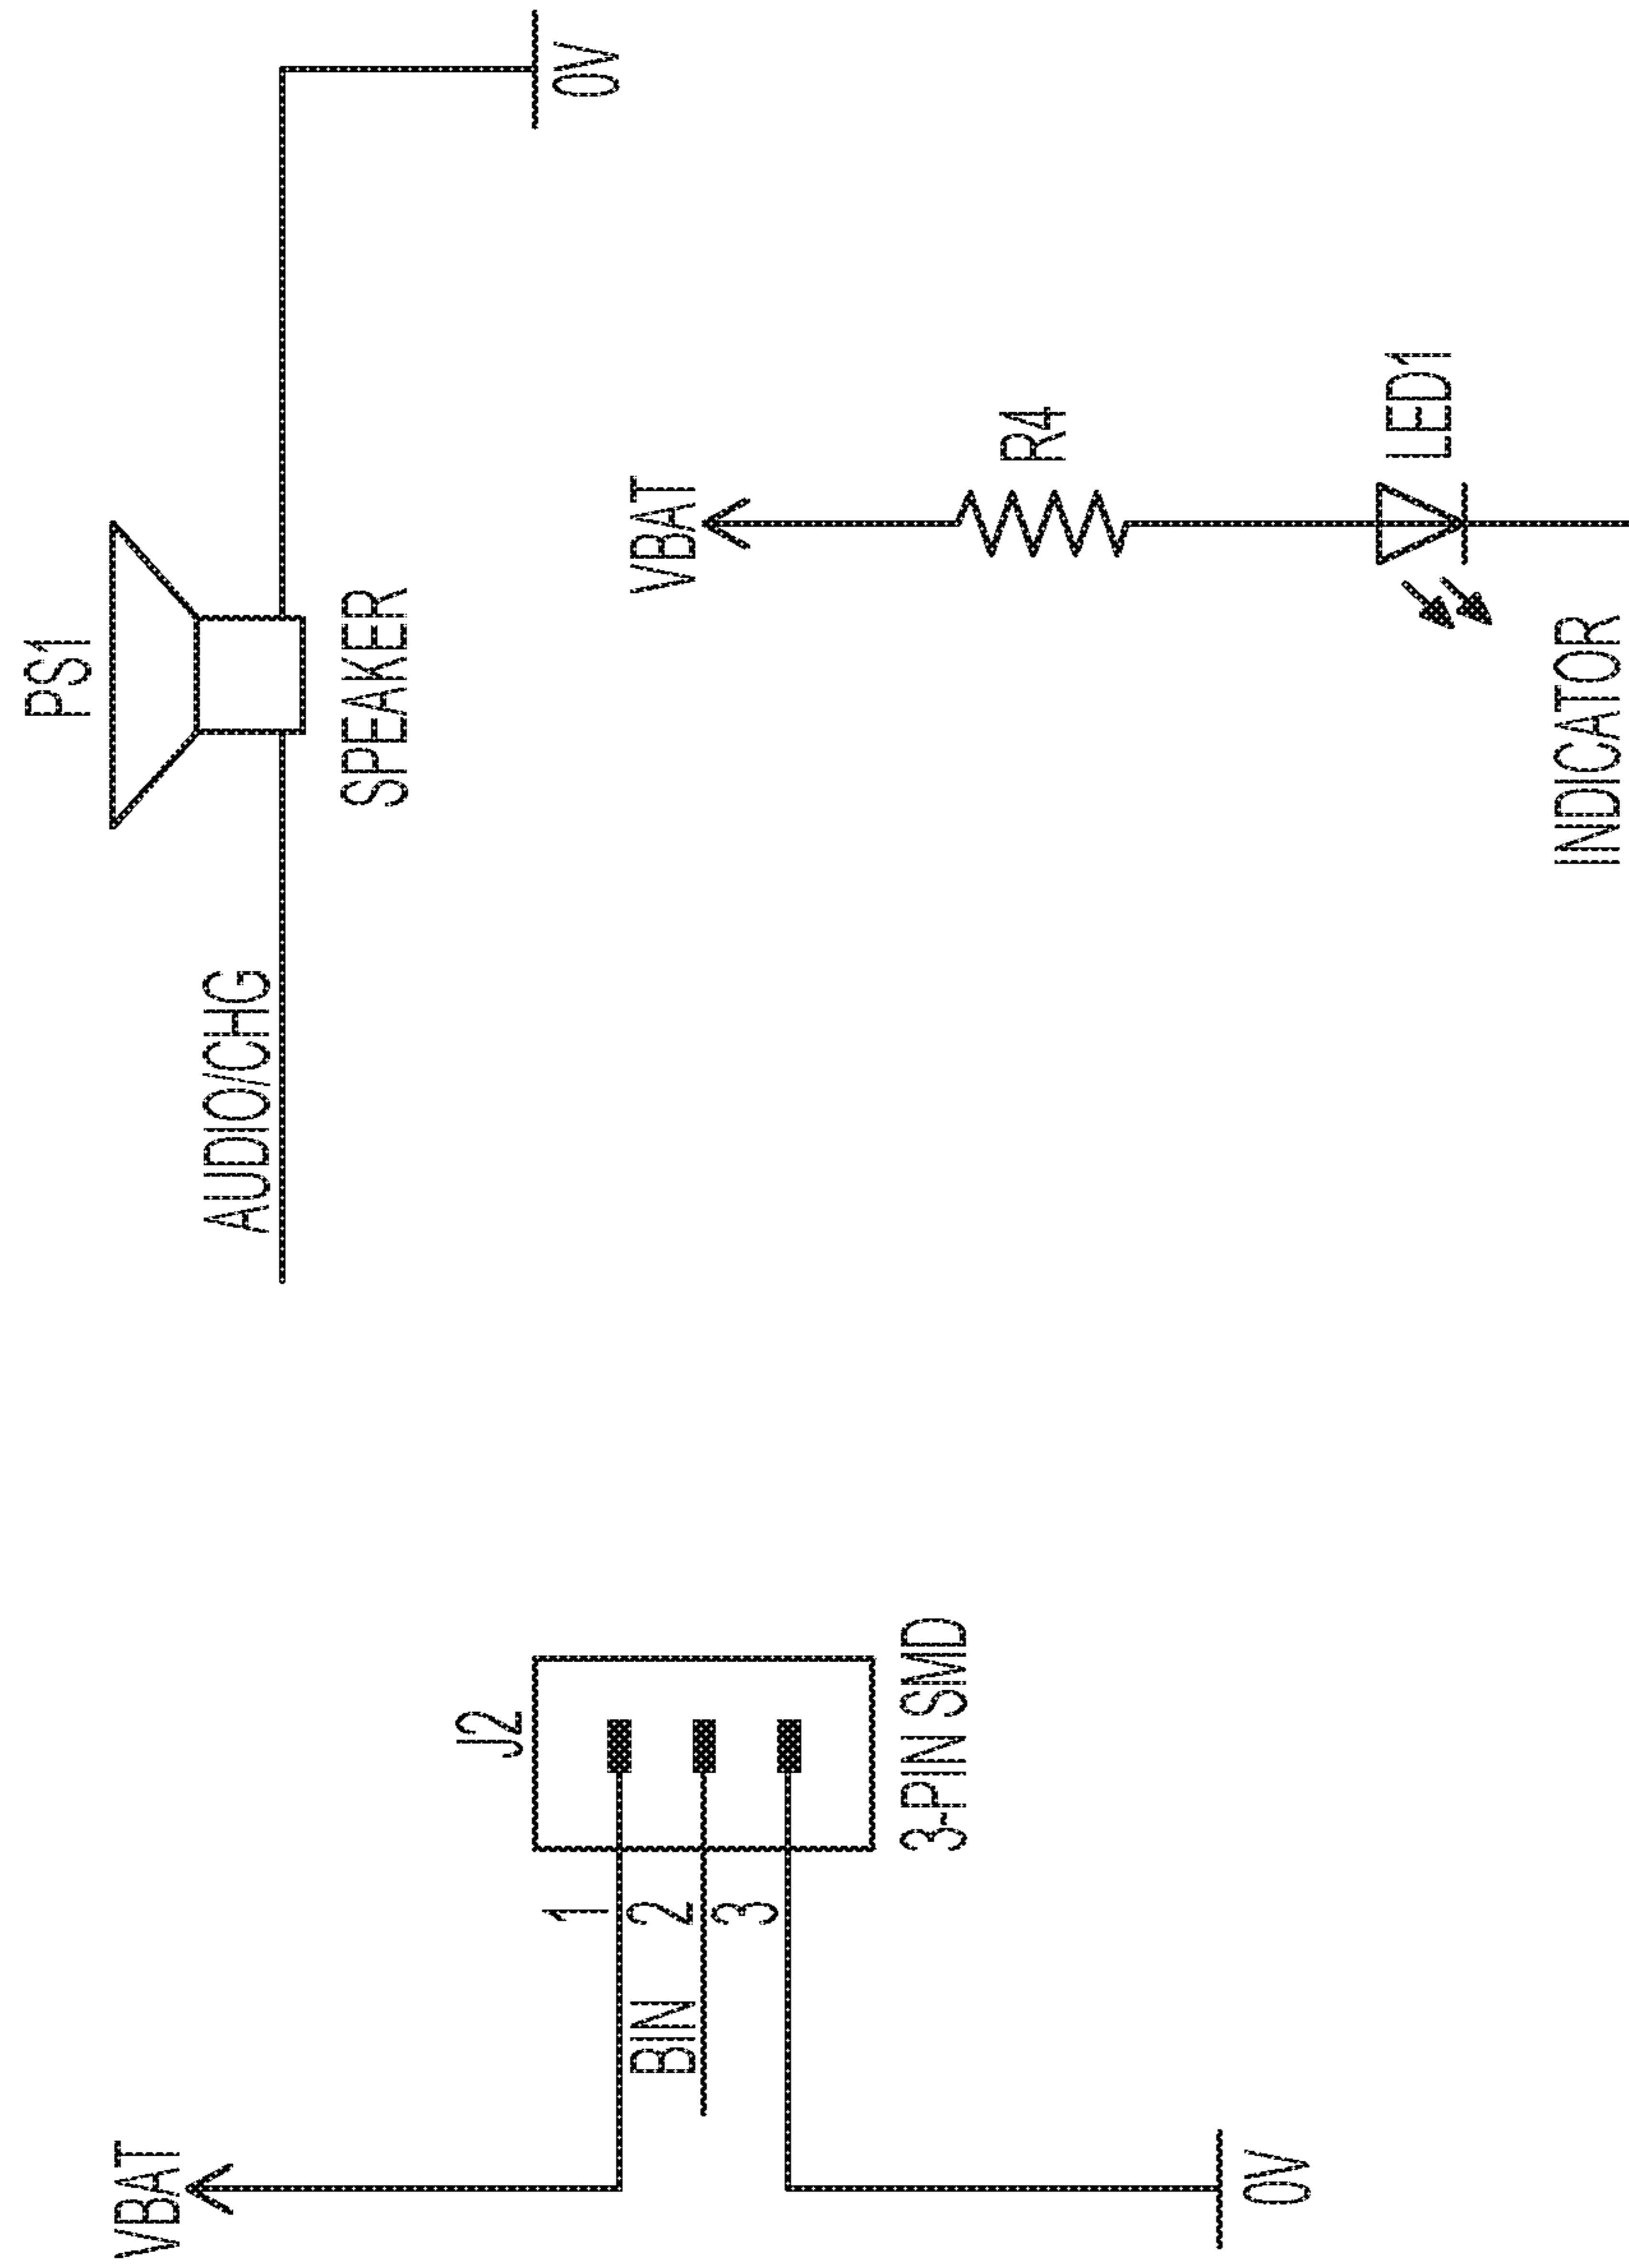 PS1
AUDIO/CHG
SPEAKER
0V
VBAT
J2
1
BIN 2
3
3-PIN SMD
0V
VBAT
R4
LED1
INDICATOR